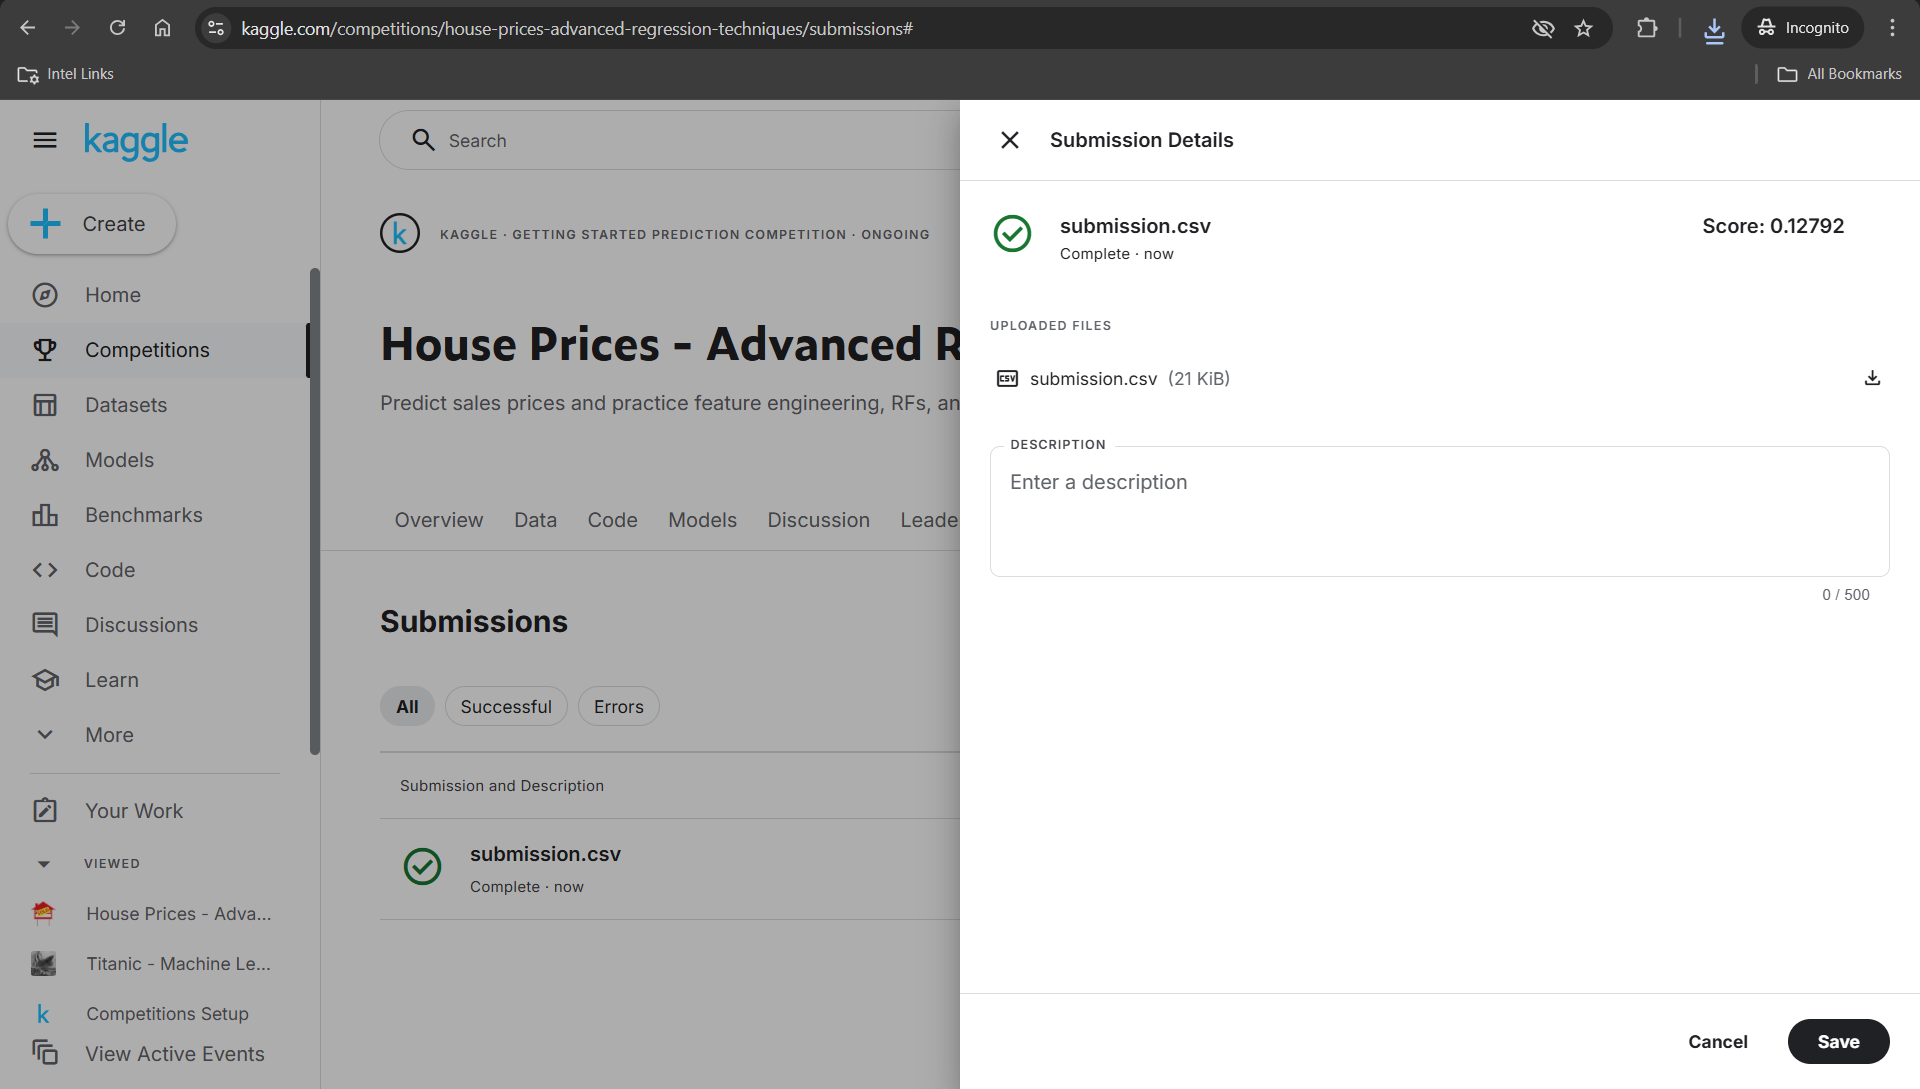 kaggle.com/competitions/house-prices-advanced-regression-techniques/submissions#
Incognito
Intel Links
All Bookmarks
kaggle
Search
Create
Home
Competitions
Datasets
Models
Benchmarks
Code
Discussions
Learn
More
Your Work
VIEWED
House Prices - Adva...
Titanic - Machine Le...
k
Competitions Setup
View Active Events
k
KAGGLE · GETTING STARTED PREDICTION COMPETITION · ONGOING
House Prices - Advanced R
Predict sales prices and practice feature engineering, RFs, an
Overview Data Code Models Discussion Leade
Submissions
All Successful Errors
Submission and Description
submission.csv
Complete · now
Submission Details
submission.csv
Score: 0.12792
Complete · now
UPLOADED FILES
CSV
submission.csv (21 KiB)
DESCRIPTION
Enter a description
0 / 500
Cancel
Save